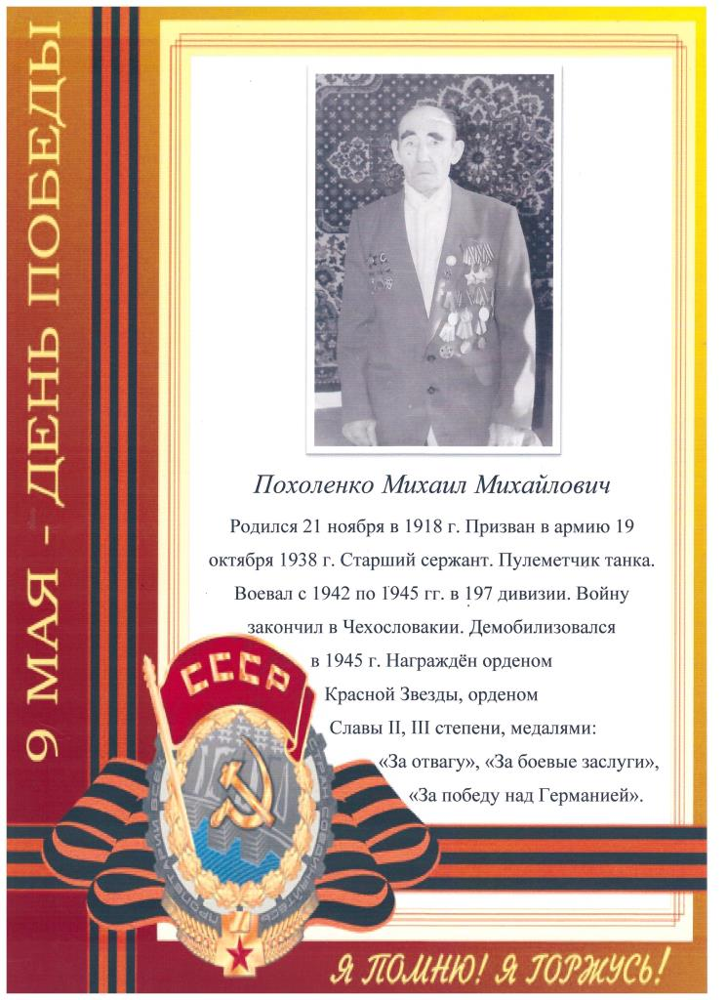 9 МАЯ - ДЕНЬ ПОБЕДЫ
Похоленко Михаил Михайлович
Родился 21 ноября в 1918 г. Призван в армию 19
октября 1938 г. Старший сержант. Пулеметчик танка.
Воевал с 1942 по 1945 гг. в 197 дивизии. Войну
закончил в Чехословакии. Демобилизовался
в 1945 г. Награждён орденом
Красной Звезды, орденом
Славы II, III степени, медалями:
«За отвагу», «За боевые заслуги»,
«За победу над Германией».
СССР
Я ПОМНЮ! Я ГОРЖУСЬ!